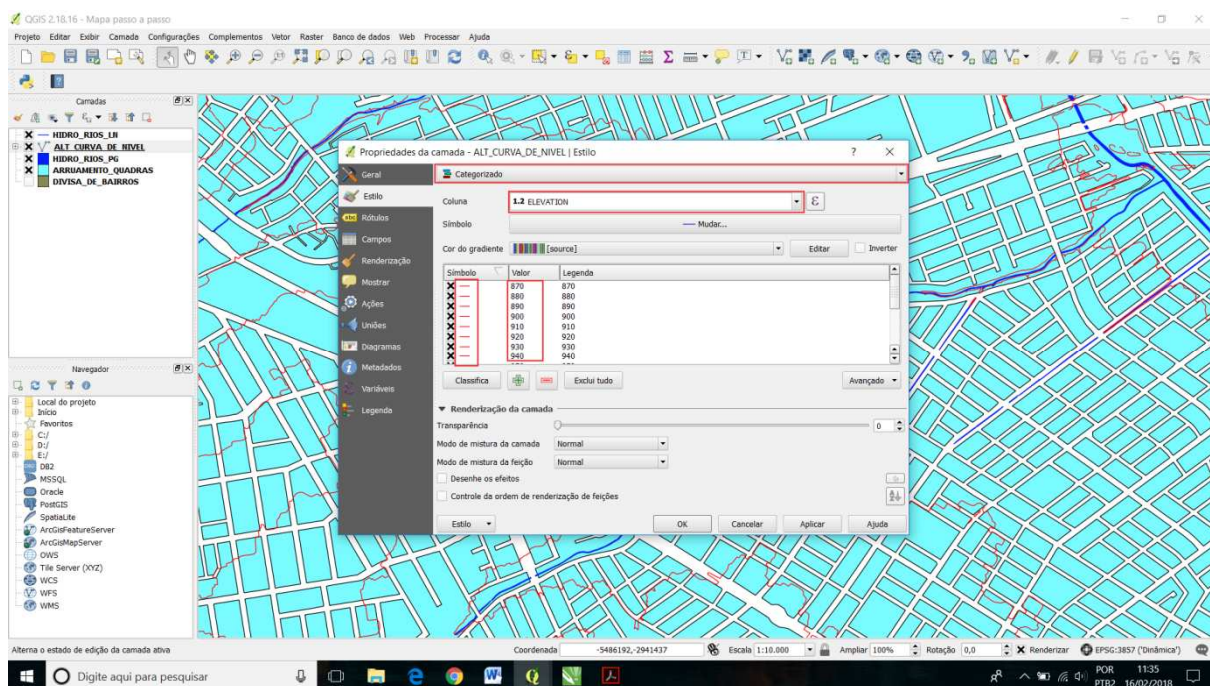 QGIS 2.18.16 - Mapa passo a passo
Projeto Editar Exibir Camada Configurações Complementos Vetor Raster Banco de dados Web Processar Ajuda
Camadas
HIDRO_RIOS_LN
ALT CURVA DE NIVEL
HIDRO_RIOS_PG
ARRUAMENTO_QUADRAS
DIVISA_DE_BAIRROS
Navegador
Local do projeto
Início
Favoritos
C:/
D:/
E:/
DB2
MSSQL
Oracle
PostGIS
SpatiaLite
ArcGisFeatureServer
ArcGisMapServer
OWS
Tile Server (XYZ)
WCS
WFS
WMS
Propriedades da camada - ALT_CURVA_DE_NIVEL | Estilo
Geral
Estilo
Rótulos
Campos
Renderização
Mostrar
Ações
Uniões
Diagramas
Metadados
Variáveis
Legenda
Categorizado
Coluna 1.2 ELEVATION
Símbolo Mudar...
Cor do gradiente [source] Editar Inverter
Símbolo Valor Legenda
870 870
880 880
890 890
900 900
910 910
920 920
930 930
940 940
Classifica Exclui tudo Avançado
Renderização da camada
Transparência 0
Modo de mistura da camada Normal
Modo de mistura da feição Normal
Desenhe os efeitos
Controle da ordem de renderização de feições
Estilo OK Cancelar Aplicar Ajuda
Alterna o estado de edição da camada ativa Coordenada -5486192,-2941437 Escala 1:10.000 Ampliar 100% Rotação 0,0 Renderizar EPSG:3857 ('Dinâmica')
Digite aqui para pesquisar
POR 11:35
PTB2 16/02/2018